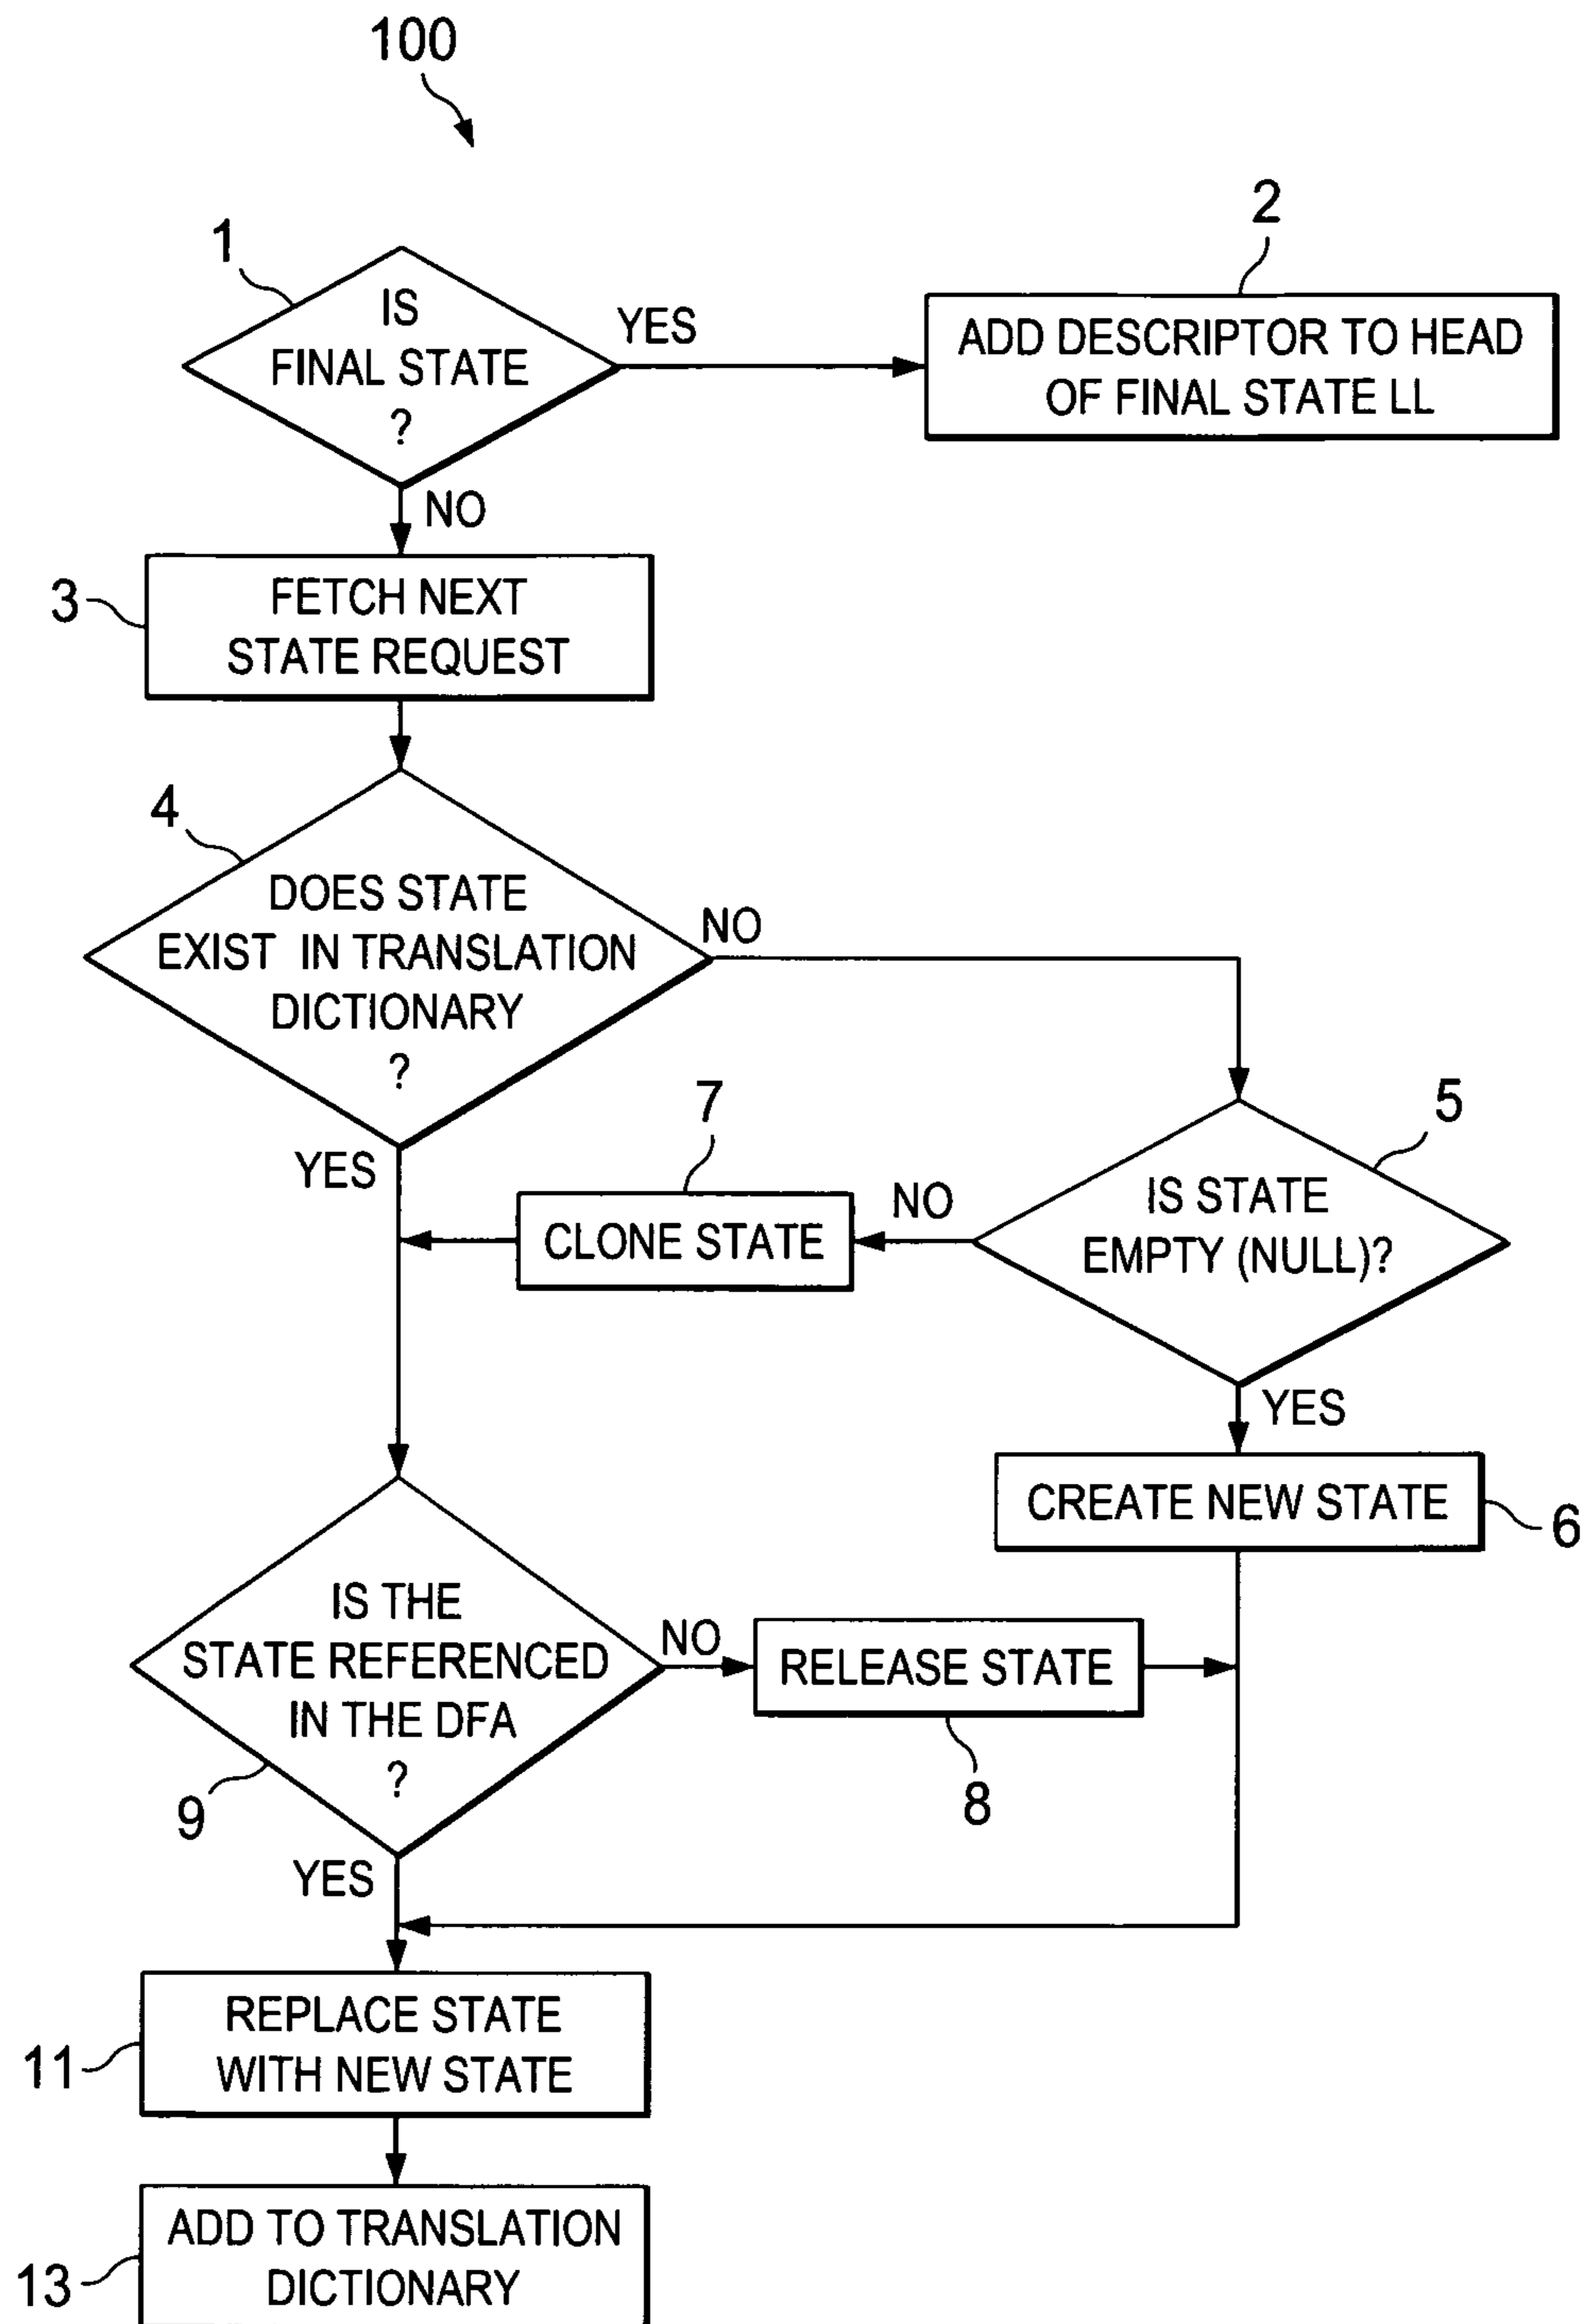 100
1
IS
FINAL STATE
?
YES
2
ADD DESCRIPTOR TO HEAD
OF FINAL STATE LL
NO
3
FETCH NEXT
STATE REQUEST
4
DOES STATE
EXIST IN TRANSLATION
DICTIONARY
?
NO
YES
7
CLONE STATE
NO
5
IS STATE
EMPTY (NULL)?
YES
CREATE NEW STATE
6
IS THE
STATE REFERENCED
IN THE DFA
?
9
NO
RELEASE STATE
8
YES
11
REPLACE STATE
WITH NEW STATE
13
ADD TO TRANSLATION
DICTIONARY